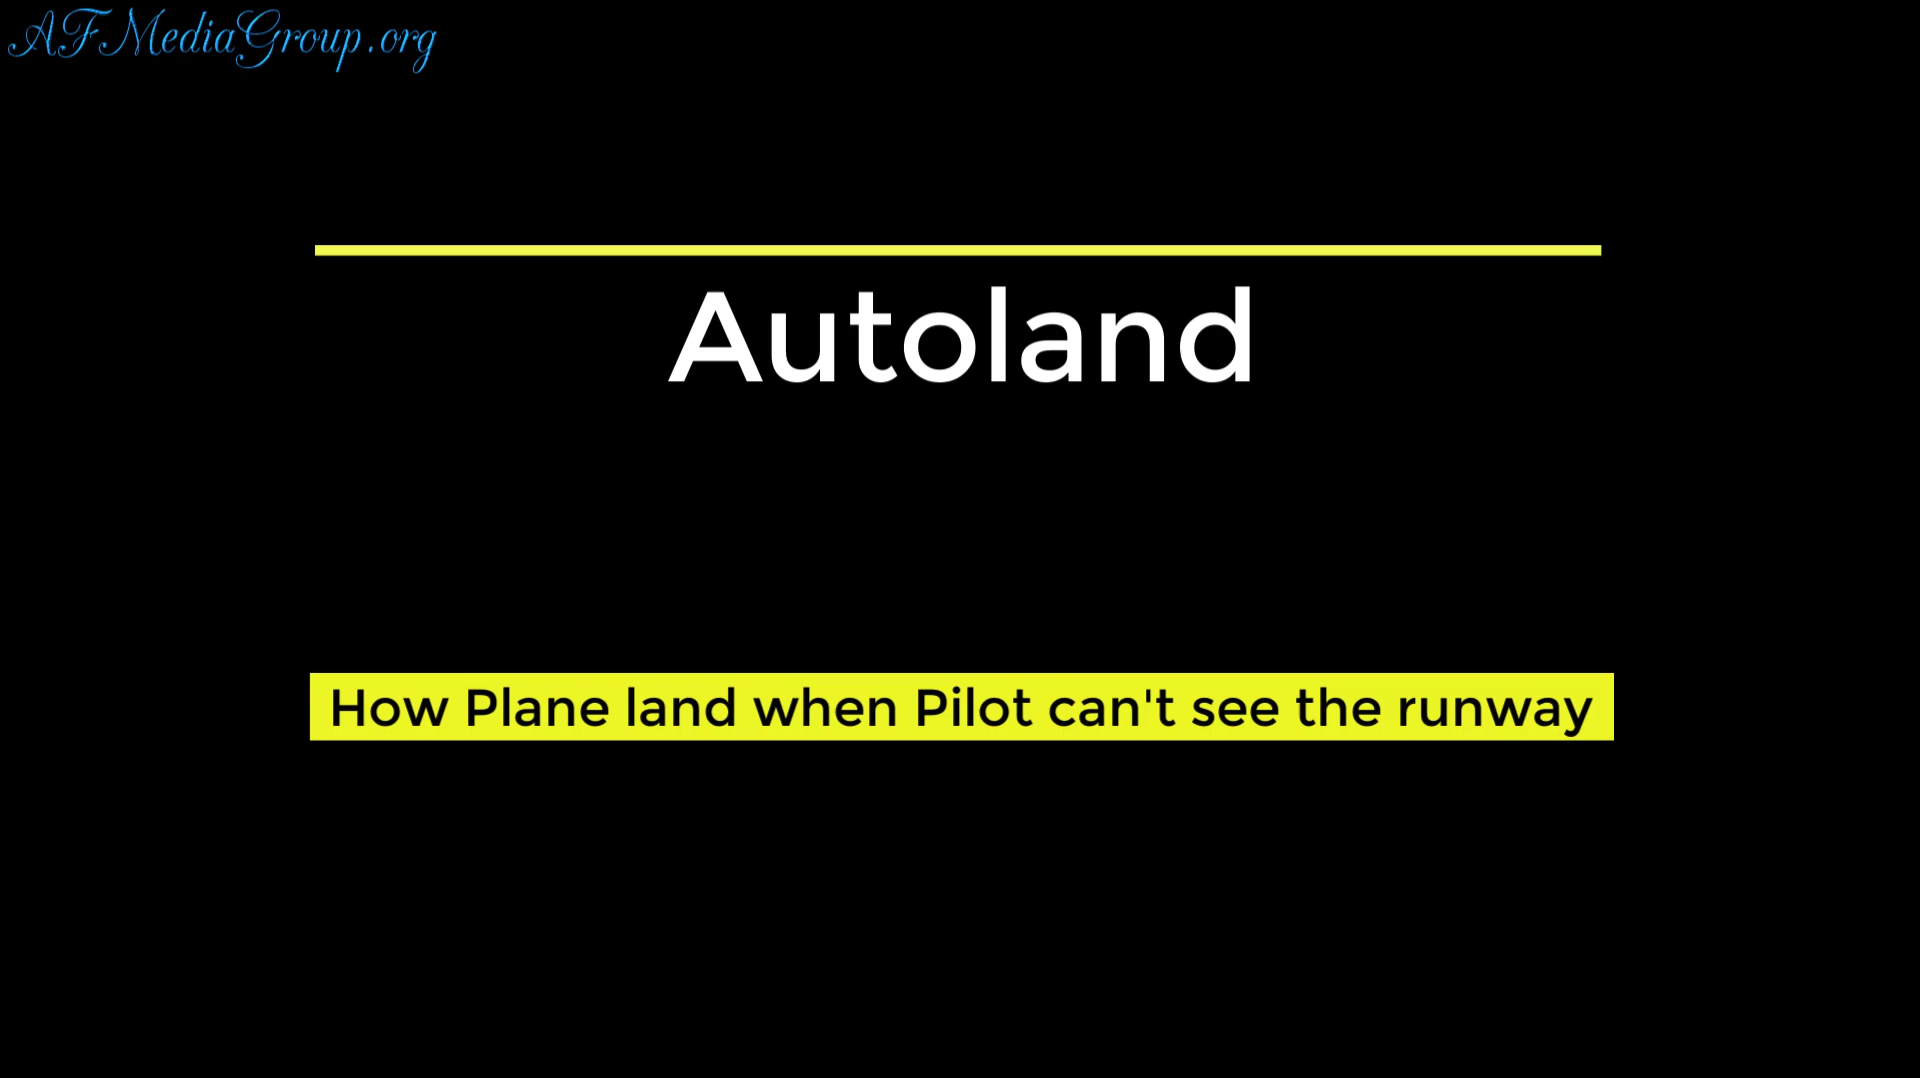 AFMediaGroup.org
Autoland
How Plane land when Pilot can't see the runway